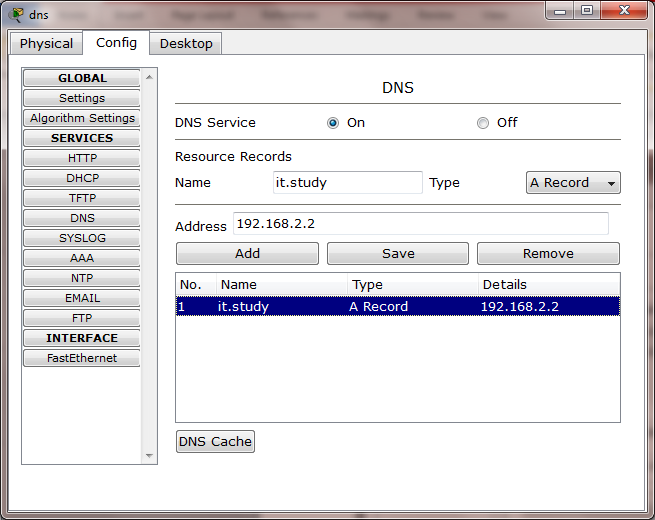 dns
Physical Config Desktop
GLOBAL
Settings
Algorithm Settings
SERVICES
HTTP
DHCP
TFTP
DNS
SYSLOG
AAA
NTP
EMAIL
FTP
INTERFACE
FastEthernet
DNS
DNS Service On Off
Resource Records
Name it.study Type A Record
Address 192.168.2.2
Add Save Remove
No. Name Type Details
1 it.study A Record 192.168.2.2
DNS Cache